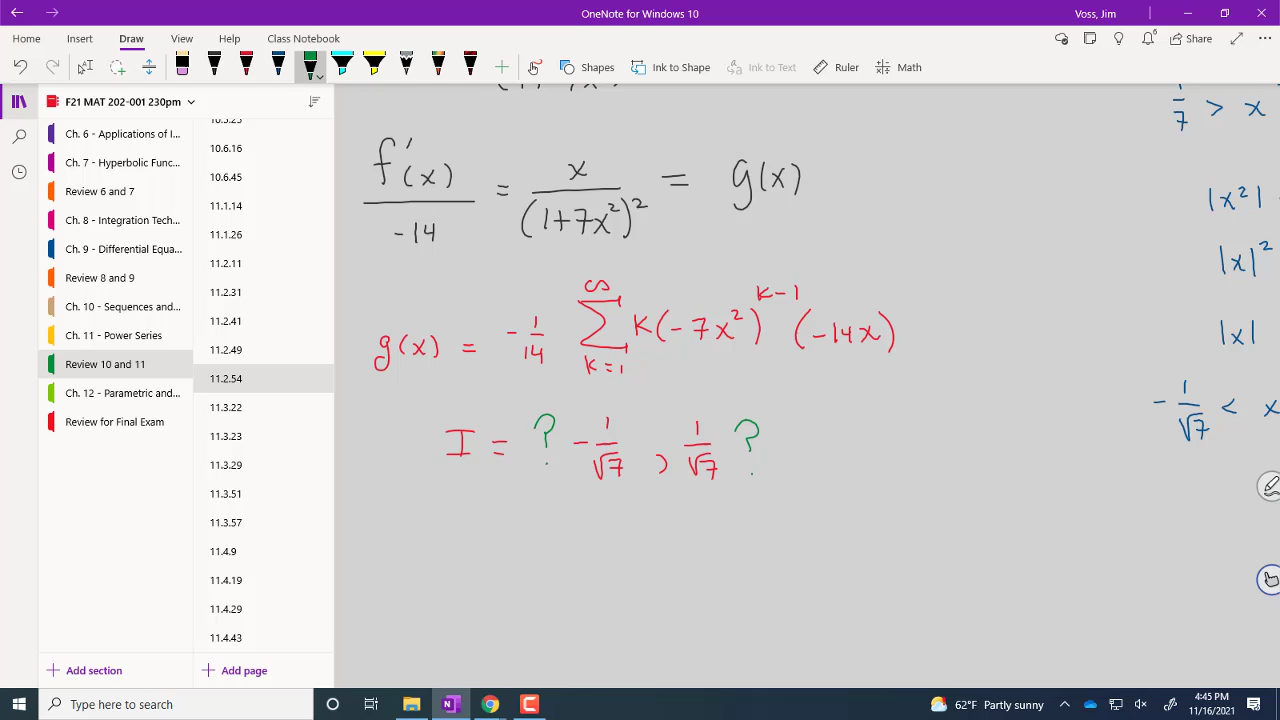 OneNote for Windows 10
Voss, Jim
Home Insert Draw View Help Class Notebook
6
Share
Shapes
Ink to Shape
Ink to Text
Ruler
Math
F21 MAT 202-001 230pm
Ch. 6 - Applications of I...
Ch. 7 - Hyperbolic Func...
Review 6 and 7
Ch. 8 - Integration Tech...
Ch. 9 - Differential Equa...
Review 8 and 9
Ch. 10 - Sequences and...
Ch. 11 - Power Series
Review 10 and 11
Ch. 12 - Parametric and...
Review for Final Exam
Add section
10.5.25
10.6.16
10.6.45
11.1.14
11.1.26
11.2.11
11.2.31
11.2.41
11.2.49
11.2.54
11.3.22
11.3.23
11.3.29
11.3.51
11.3.57
11.4.9
11.4.19
11.4.29
11.4.43
Add page
f'(x) / -14 = x / (1+7x²)² = g(x)
g(x) = -1/14 ∑ k=1 ∞ k(-7x²)^(k-1) (-14x)
I = ? -1/√7 , 1/√7 ?
1/7 > x
|x²|
|x|²
|x|
-1/√7 < x
Type here to search
62°F Partly sunny
4:45 PM
11/16/2021